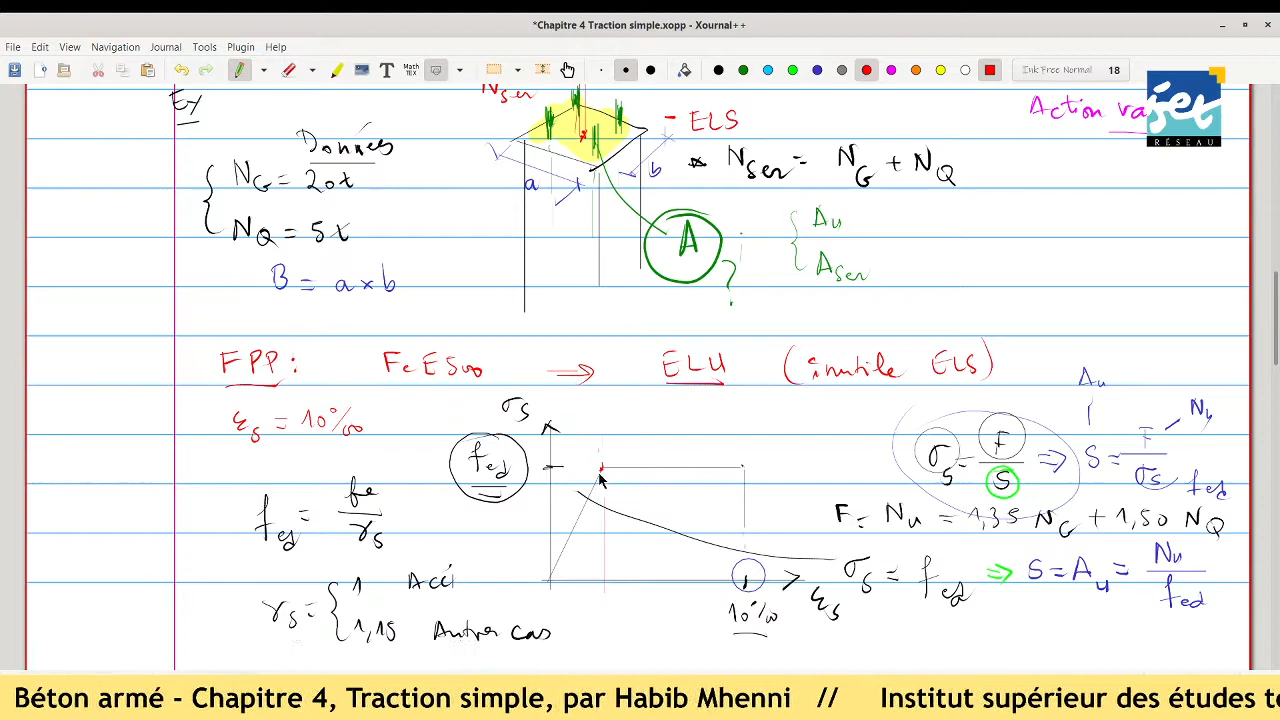 *Chapitre 4 Traction simple.xopp - Xournal++
File Edit View Navigation Journal Tools Plugin Help
Math TEX
Ink Free Normal 18
iset
RÉSEAU
Nser
Action va
Données
NG = 20t
NQ = 5t
B = a × b
a b
A ?
- ELS
* Nser = NG + NQ
Au
Aser
FPP : FeE500 ⇒ ELU (inutile ELS)
εs = 10‰
σs
fed
fed = fe / γs
γs = { 1 Acci
1,15 Autres cas
10‰
εs
σs = F / S ⇒ S = F / σs
Au
Nu
fed
F = Nu = 1,35 NG + 1,50 NQ
σs = fed ⇒ S = Au = Nu / fed
Béton armé - Chapitre 4, Traction simple, par Habib Mhenni // Institut supérieur des études te